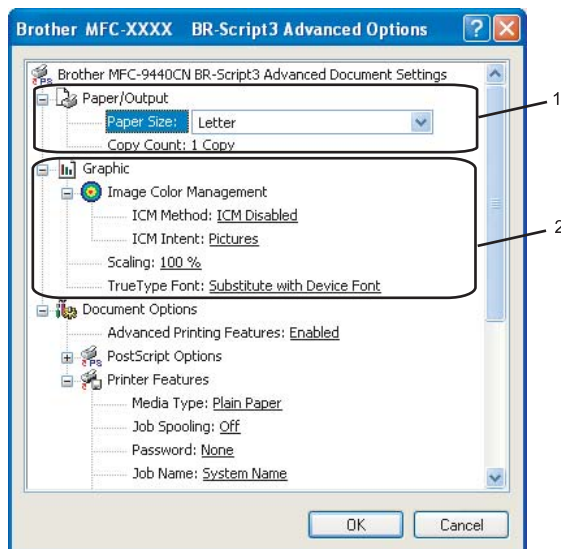 Brother MFC-XXXX BR-Script3 Advanced Options
Brother MFC-9440CN BR-Script3 Advanced Document Settings
Paper/Output
Paper Size: Letter
Copy Count: 1 Copy
1
Graphic
Image Color Management
ICM Method: ICM Disabled
ICM Intent: Pictures
2
Scaling: 100 %
TrueType Font: Substitute with Device Font
Document Options
Advanced Printing Features: Enabled
PostScript Options
Printer Features
Media Type: Plain Paper
Job Spooling: Off
Password: None
Job Name: System Name
OK Cancel